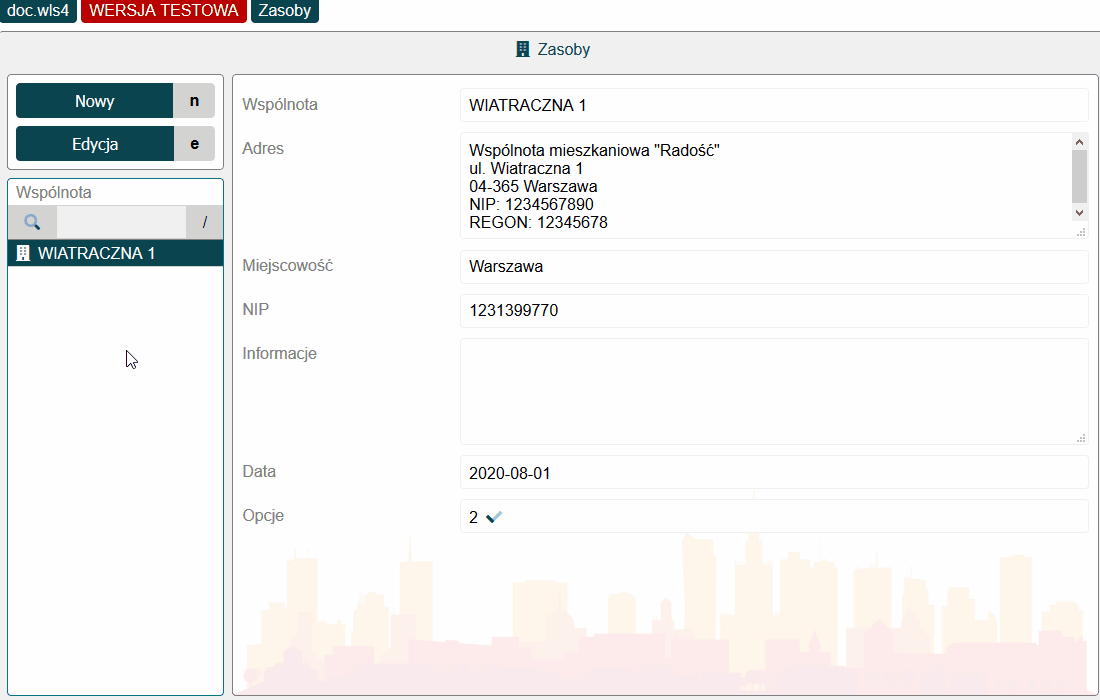 doc.wls4 WERSJA TESTOWA Zasoby
Zasoby
Nowy n
Edycja e
Wspólnota
/
WIATRACZNA 1
Wspólnota WIATRACZNA 1
Adres Wspólnota mieszkaniowa "Radość"
ul. Wiatraczna 1
04-365 Warszawa
NIP: 1234567890
REGON: 12345678
Miejscowość Warszawa
NIP 1231399770
Informacje
Data 2020-08-01
Opcje 2